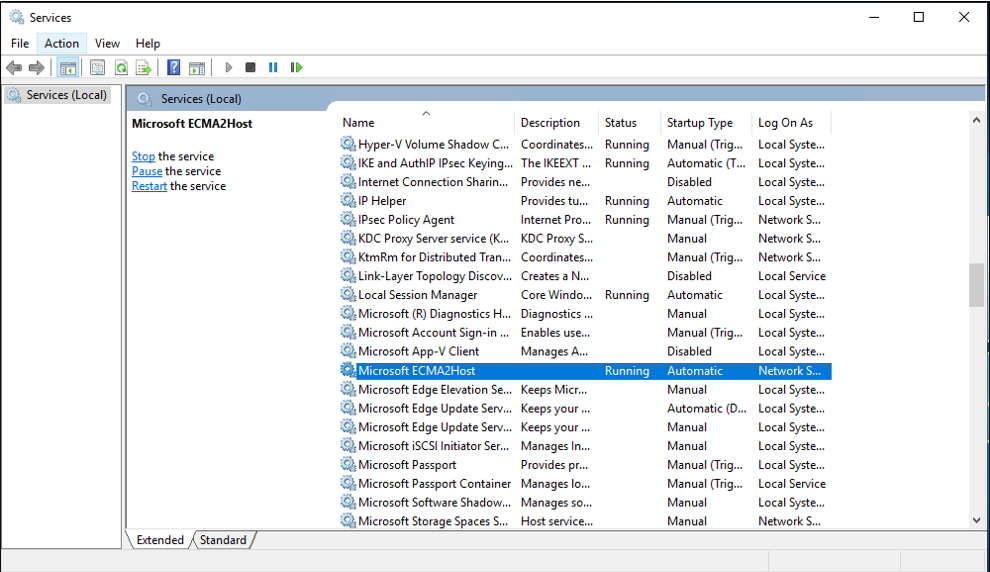 Services
File Action View Help
Services (Local)
Services (Local)
Microsoft ECMA2Host
Stop the service
Pause the service
Restart the service
Name Description Status Startup Type Log On As
Hyper-V Volume Shadow C... Coordinates... Running Manual (Trig... Local Syste...
IKE and AuthIP IPsec Keying... The IKEEXT ... Running Automatic (T... Local Syste...
Internet Connection Sharin... Provides ne... Disabled Local Syste...
IP Helper Provides tu... Running Automatic Local Syste...
IPsec Policy Agent Internet Pro... Running Manual (Trig... Network S...
KDC Proxy Server service (K... KDC Proxy S... Manual Network S...
KtmRm for Distributed Tran... Coordinates... Manual (Trig... Network S...
Link-Layer Topology Discov... Creates a N... Disabled Local Service
Local Session Manager Core Windo... Running Automatic Local Syste...
Microsoft (R) Diagnostics H... Diagnostics ... Manual Local Syste...
Microsoft Account Sign-in ... Enables use... Manual (Trig... Local Syste...
Microsoft App-V Client Manages A... Disabled Local Syste...
Microsoft ECMA2Host Running Automatic Network S...
Microsoft Edge Elevation Se... Keeps Micr... Manual Local Syste...
Microsoft Edge Update Serv... Keeps your ... Automatic (D... Local Syste...
Microsoft Edge Update Serv... Keeps your ... Manual Local Syste...
Microsoft iSCSI Initiator Ser... Manages In... Manual Local Syste...
Microsoft Passport Provides pr... Manual (Trig... Local Syste...
Microsoft Passport Container Manages lo... Manual (Trig... Local Service
Microsoft Software Shadow... Manages so... Manual Local Syste...
Microsoft Storage Spaces S... Host service... Manual Network S...
Extended Standard